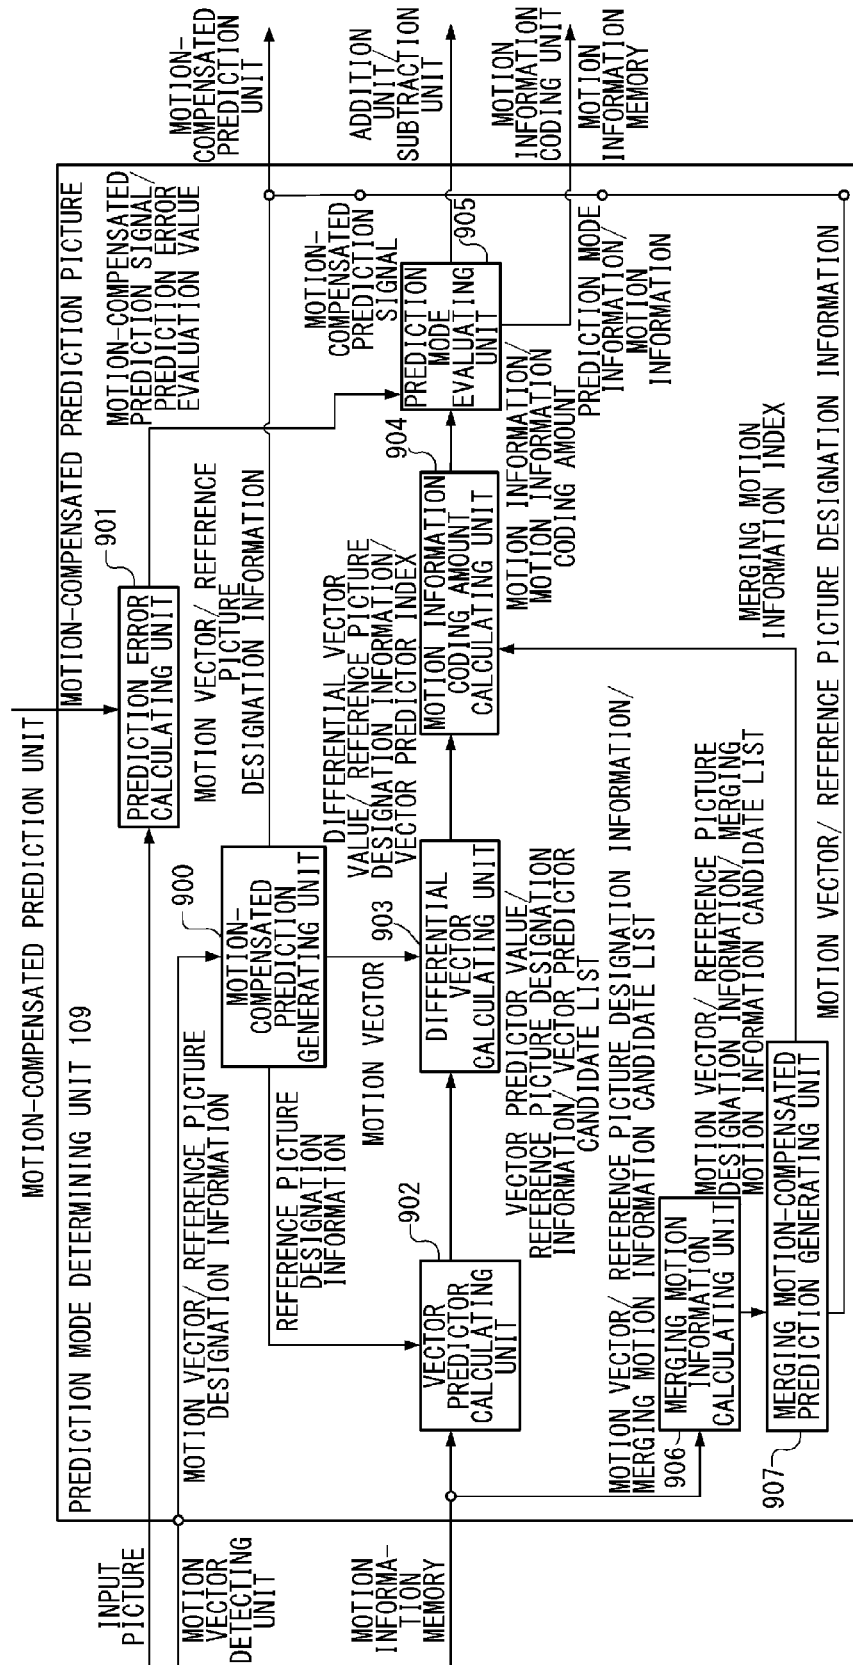 MOTION-COMPENSATED PREDICTION UNIT
MOTION-COMPENSATED PREDICTION PICTURE
PREDICTION MODE DETERMINING UNIT 109
INPUT
PICTURE
MOTION
VECTOR
DETECTING
UNIT
MOTION
INFORMA-
TION
MEMORY
PREDICTION ERROR
CALCULATING UNIT
901
MOTION-COMPENSATED
PREDICTION SIGNAL/
PREDICTION ERROR
EVALUATION VALUE
MOTION-
COMPENSATED
PREDICTION
UNIT
MOTION VECTOR/ REFERENCE PICTURE
DESIGNATION INFORMATION
900
MOTION-
COMPENSATED
PREDICTION
GENERATING UNIT
MOTION VECTOR/ REFERENCE
PICTURE
DESIGNATION INFORMATION
REFERENCE PICTURE
DESIGNATION
INFORMATION
MOTION VECTOR
902
VECTOR
PREDICTOR
CALCULATING
UNIT
VECTOR PREDICTOR VALUE/
REFERENCE PICTURE DESIGNATION
INFORMATION/ VECTOR PREDICTOR
CANDIDATE LIST
903
DIFFERENTIAL
VECTOR
CALCULATING UNIT
DIFFERENTIAL VECTOR
VALUE/ REFERENCE PICTURE
DESIGNATION INFORMATION/
VECTOR PREDICTOR INDEX
904
MOTION INFORMATION
CODING AMOUNT
CALCULATING UNIT
MOTION INFORMATION/
MOTION INFORMATION
CODING AMOUNT
MOTION-
COMPENSATED
PREDICTION
SIGNAL
905
PREDICTION
MODE
EVALUATING
UNIT
PREDICTION MODE
INFORMATION/
MOTION
INFORMATION
ADDITION
UNIT/
SUBTRACTION
UNIT
MOTION
INFORMATION
CODING UNIT
MOTION
INFORMATION
MEMORY
MOTION VECTOR/ REFERENCE PICTURE DESIGNATION INFORMATION/
MERGING MOTION INFORMATION CANDIDATE LIST
906
MERGING MOTION
INFORMATION
CALCULATING UNIT
MOTION VECTOR/ REFERENCE PICTURE
DESIGNATION INFORMATION/ MERGING
MOTION INFORMATION CANDIDATE LIST
907
MERGING MOTION-COMPENSATED
PREDICTION GENERATING UNIT
MERGING MOTION
INFORMATION INDEX
MOTION VECTOR/ REFERENCE PICTURE DESIGNATION INFORMATION